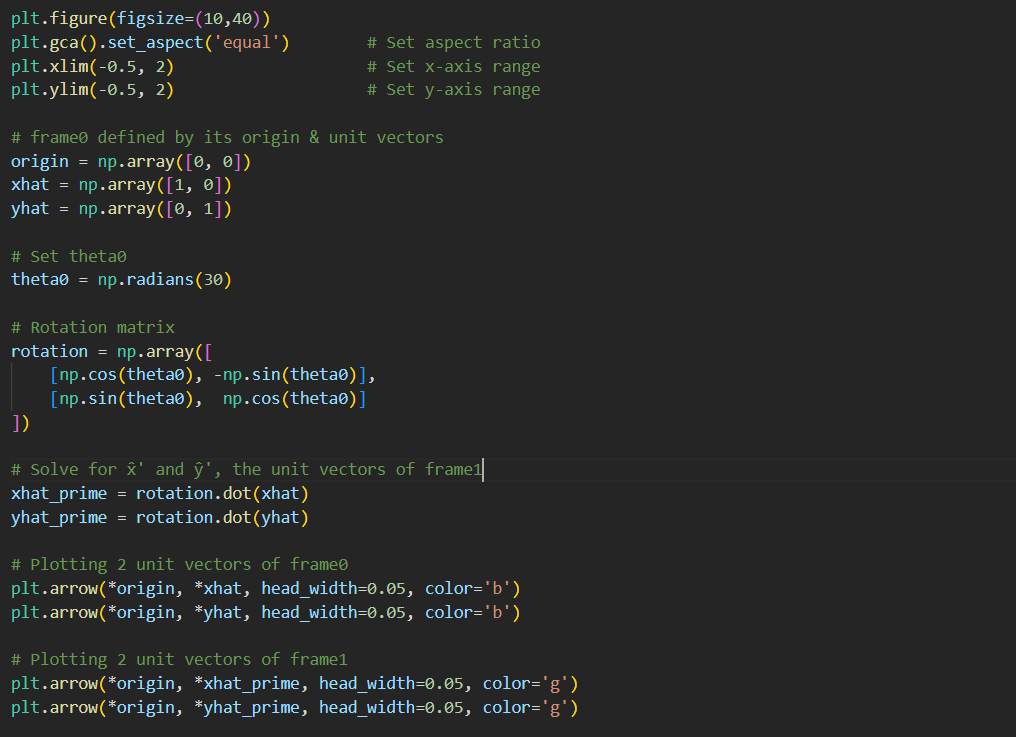 plt.figure(figsize=(10,40))
plt.gca().set_aspect('equal')        # Set aspect ratio
plt.xlim(-0.5, 2)                    # Set x-axis range
plt.ylim(-0.5, 2)                    # Set y-axis range

# frame0 defined by its origin & unit vectors
origin = np.array([0, 0])
xhat = np.array([1, 0])
yhat = np.array([0, 1])

# Set theta0
theta0 = np.radians(30)

# Rotation matrix
rotation = np.array([
    [np.cos(theta0), -np.sin(theta0)],
    [np.sin(theta0),  np.cos(theta0)]
])

# Solve for x̂' and ŷ', the unit vectors of frame1
xhat_prime = rotation.dot(xhat)
yhat_prime = rotation.dot(yhat)

# Plotting 2 unit vectors of frame0
plt.arrow(*origin, *xhat, head_width=0.05, color='b')
plt.arrow(*origin, *yhat, head_width=0.05, color='b')

# Plotting 2 unit vectors of frame1
plt.arrow(*origin, *xhat_prime, head_width=0.05, color='g')
plt.arrow(*origin, *yhat_prime, head_width=0.05, color='g')